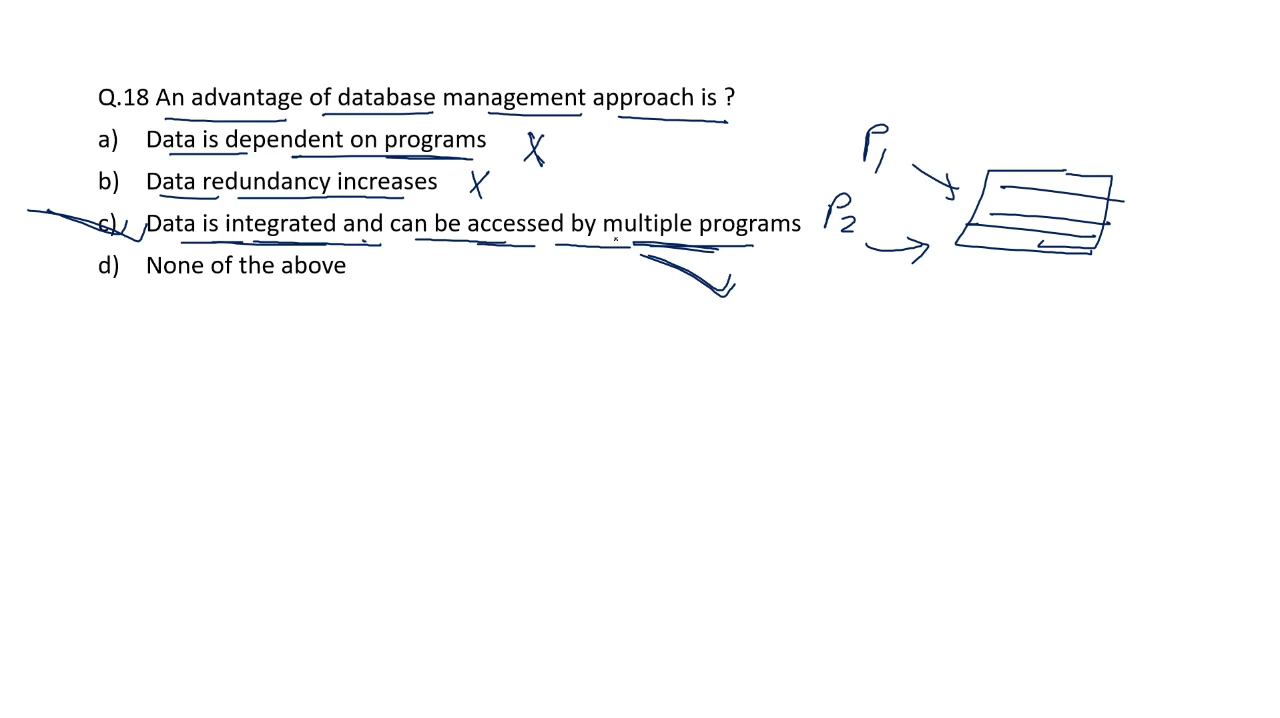 Q.18 An advantage of database management approach is ?
a) Data is dependent on programs X
b) Data redundancy increases X
c) Data is integrated and can be accessed by multiple programs
d) None of the above
P1
P2